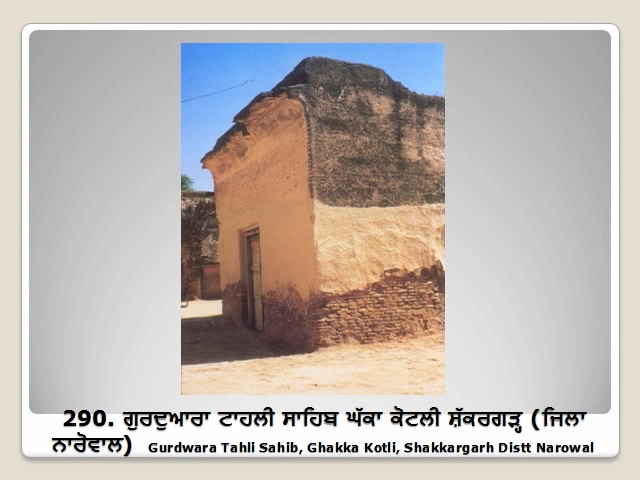 290. ਗੁਰਦੁਆਰਾ ਟਾਹਲੀ ਸਾਹਿਬ ਘੱਕਾ ਕੋਟਲੀ ਸ਼ੱਕਰਗੜ੍ਹ (ਜਿਲਾ
ਨਾਰੋਵਾਲ) Gurdwara Tahli Sahib, Ghakka Kotli, Shakkargarh Distt Narowal